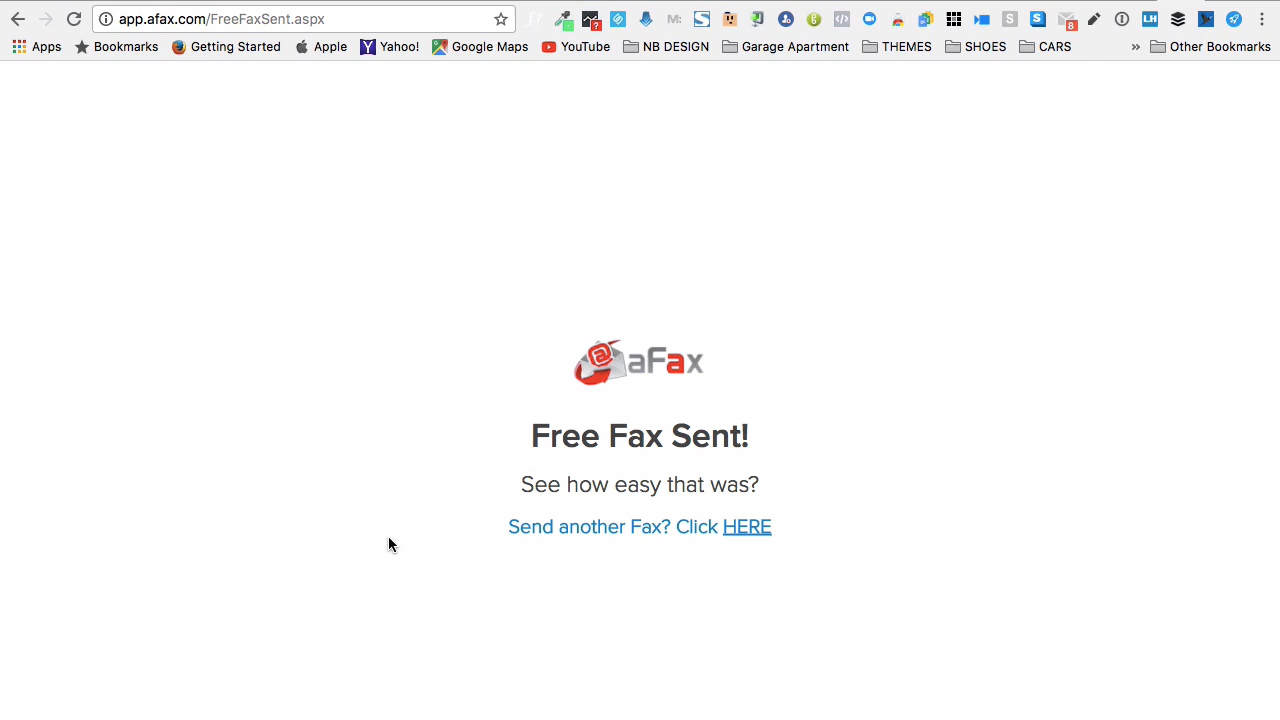 app.afax.com/FreeFaxSent.aspx
Apps Bookmarks Getting Started Apple Yahoo! Google Maps YouTube NB DESIGN Garage Apartment THEMES SHOES CARS » Other Bookmarks
aFax
Free Fax Sent!
See how easy that was?
Send another Fax? Click HERE